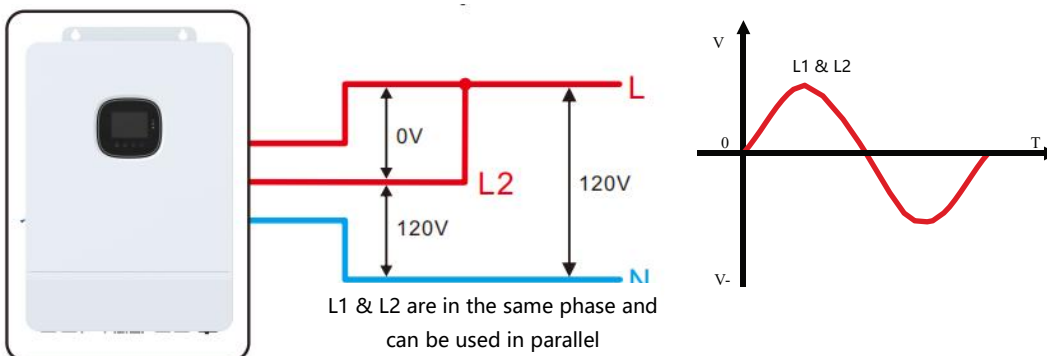 L
0V
L2
120V
120V
N
L1 & L2 are in the same phase and
can be used in parallel
V
L1 & L2
0
T
V-